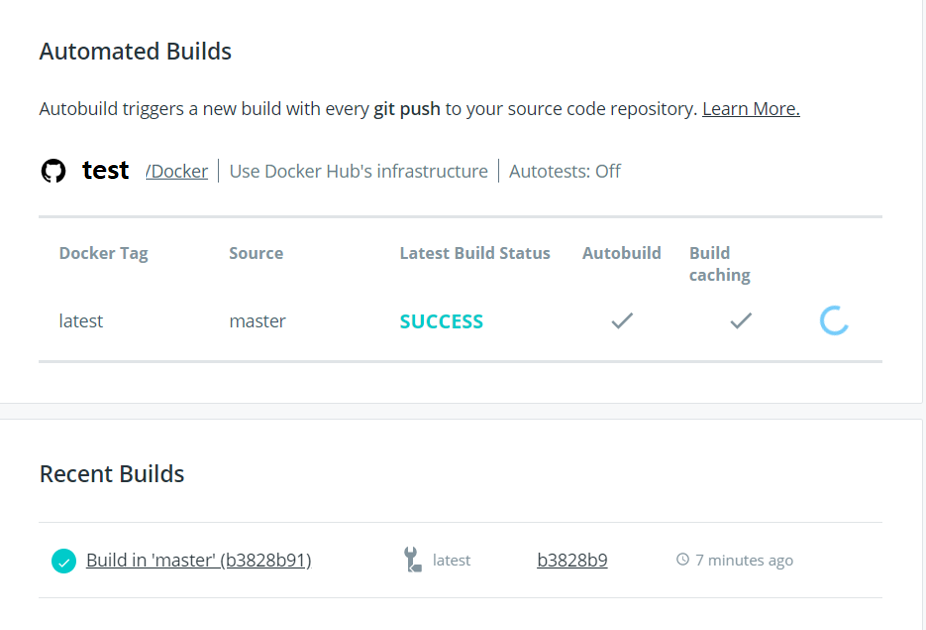 Automated Builds
Autobuild triggers a new build with every git push to your source code repository. Learn More.
test /Docker Use Docker Hub's infrastructure Autotests: Off
Docker Tag Source Latest Build Status Autobuild Build caching
latest master SUCCESS
Recent Builds
Build in 'master' (b3828b91) latest b3828b9 7 minutes ago